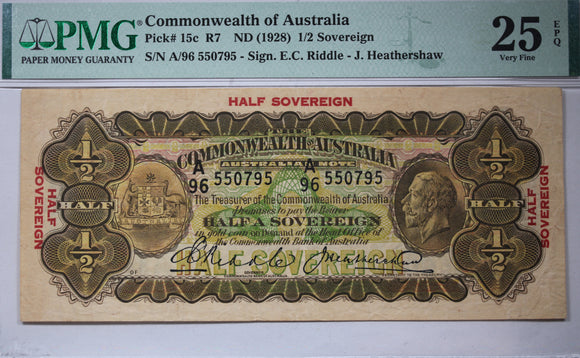 PMG
PAPER MONEY GUARANTY
Commonwealth of Australia
Pick# 15c R7 ND (1928) 1/2 Sovereign
S/N A/96 550795 - Sign. E.C. Riddle - J. Heathershaw
25
EPQ
Very Fine
HALF SOVEREIGN
THE
COMMONWEALTH OF AUSTRALIA
AUSTRALIAN NOTE
A
96 550795
A
96 550795
The Treasurer of the Commonwealth of Australia
promises to pay the Bearer
HALF A SOVEREIGN
in gold coin on Demand at the Head Office of
the Commonwealth Bank of Australia
HALF SOVEREIGN
1/2
HALF
1/2
1/2
HALF
1/2
HALF
SOVEREIGN
HALF
SOVEREIGN